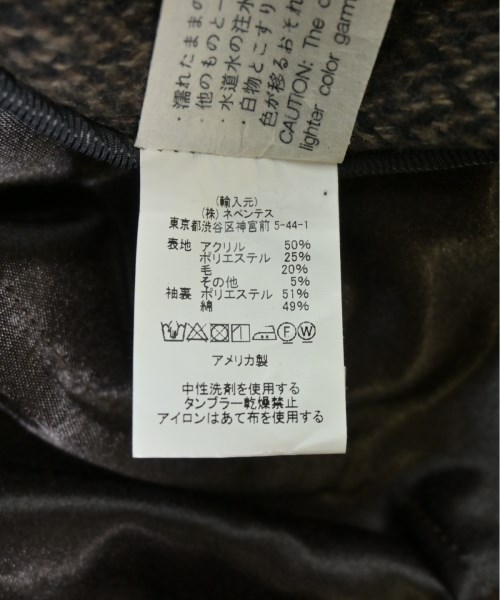 ・濡れたままの
・他のものと一
・水道水の注水
・白物とこすり
色が移るおそれ
CAUTION: The c
lighter color garm
(輸入元)
(株) ネペンテス
東京都渋谷区神宮前 5-44-1
表地 アクリル 50%
ポリエステル 25%
毛 20%
その他 5%
袖裏 ポリエステル 51%
綿 49%
F W
アメリカ製
中性洗剤を使用する
タンブラー乾燥禁止
アイロンはあて布を使用する